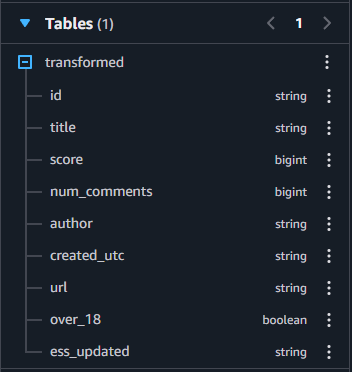 Tables (1) 1
transformed
id string
title string
score bigint
num_comments bigint
author string
created_utc string
url string
over_18 boolean
ess_updated string